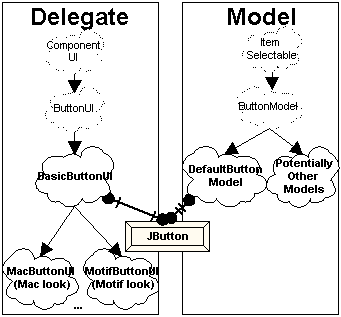 Delegate
Component
UI
ButtonUI
BasicButtonUI
MacButtonUI
(Mac look)
...
MotifButtonUI
(Motif look)
JButton
Model
Item
Selectable
ButtonModel
DefaultButton
Model
Potentially
Other
Models